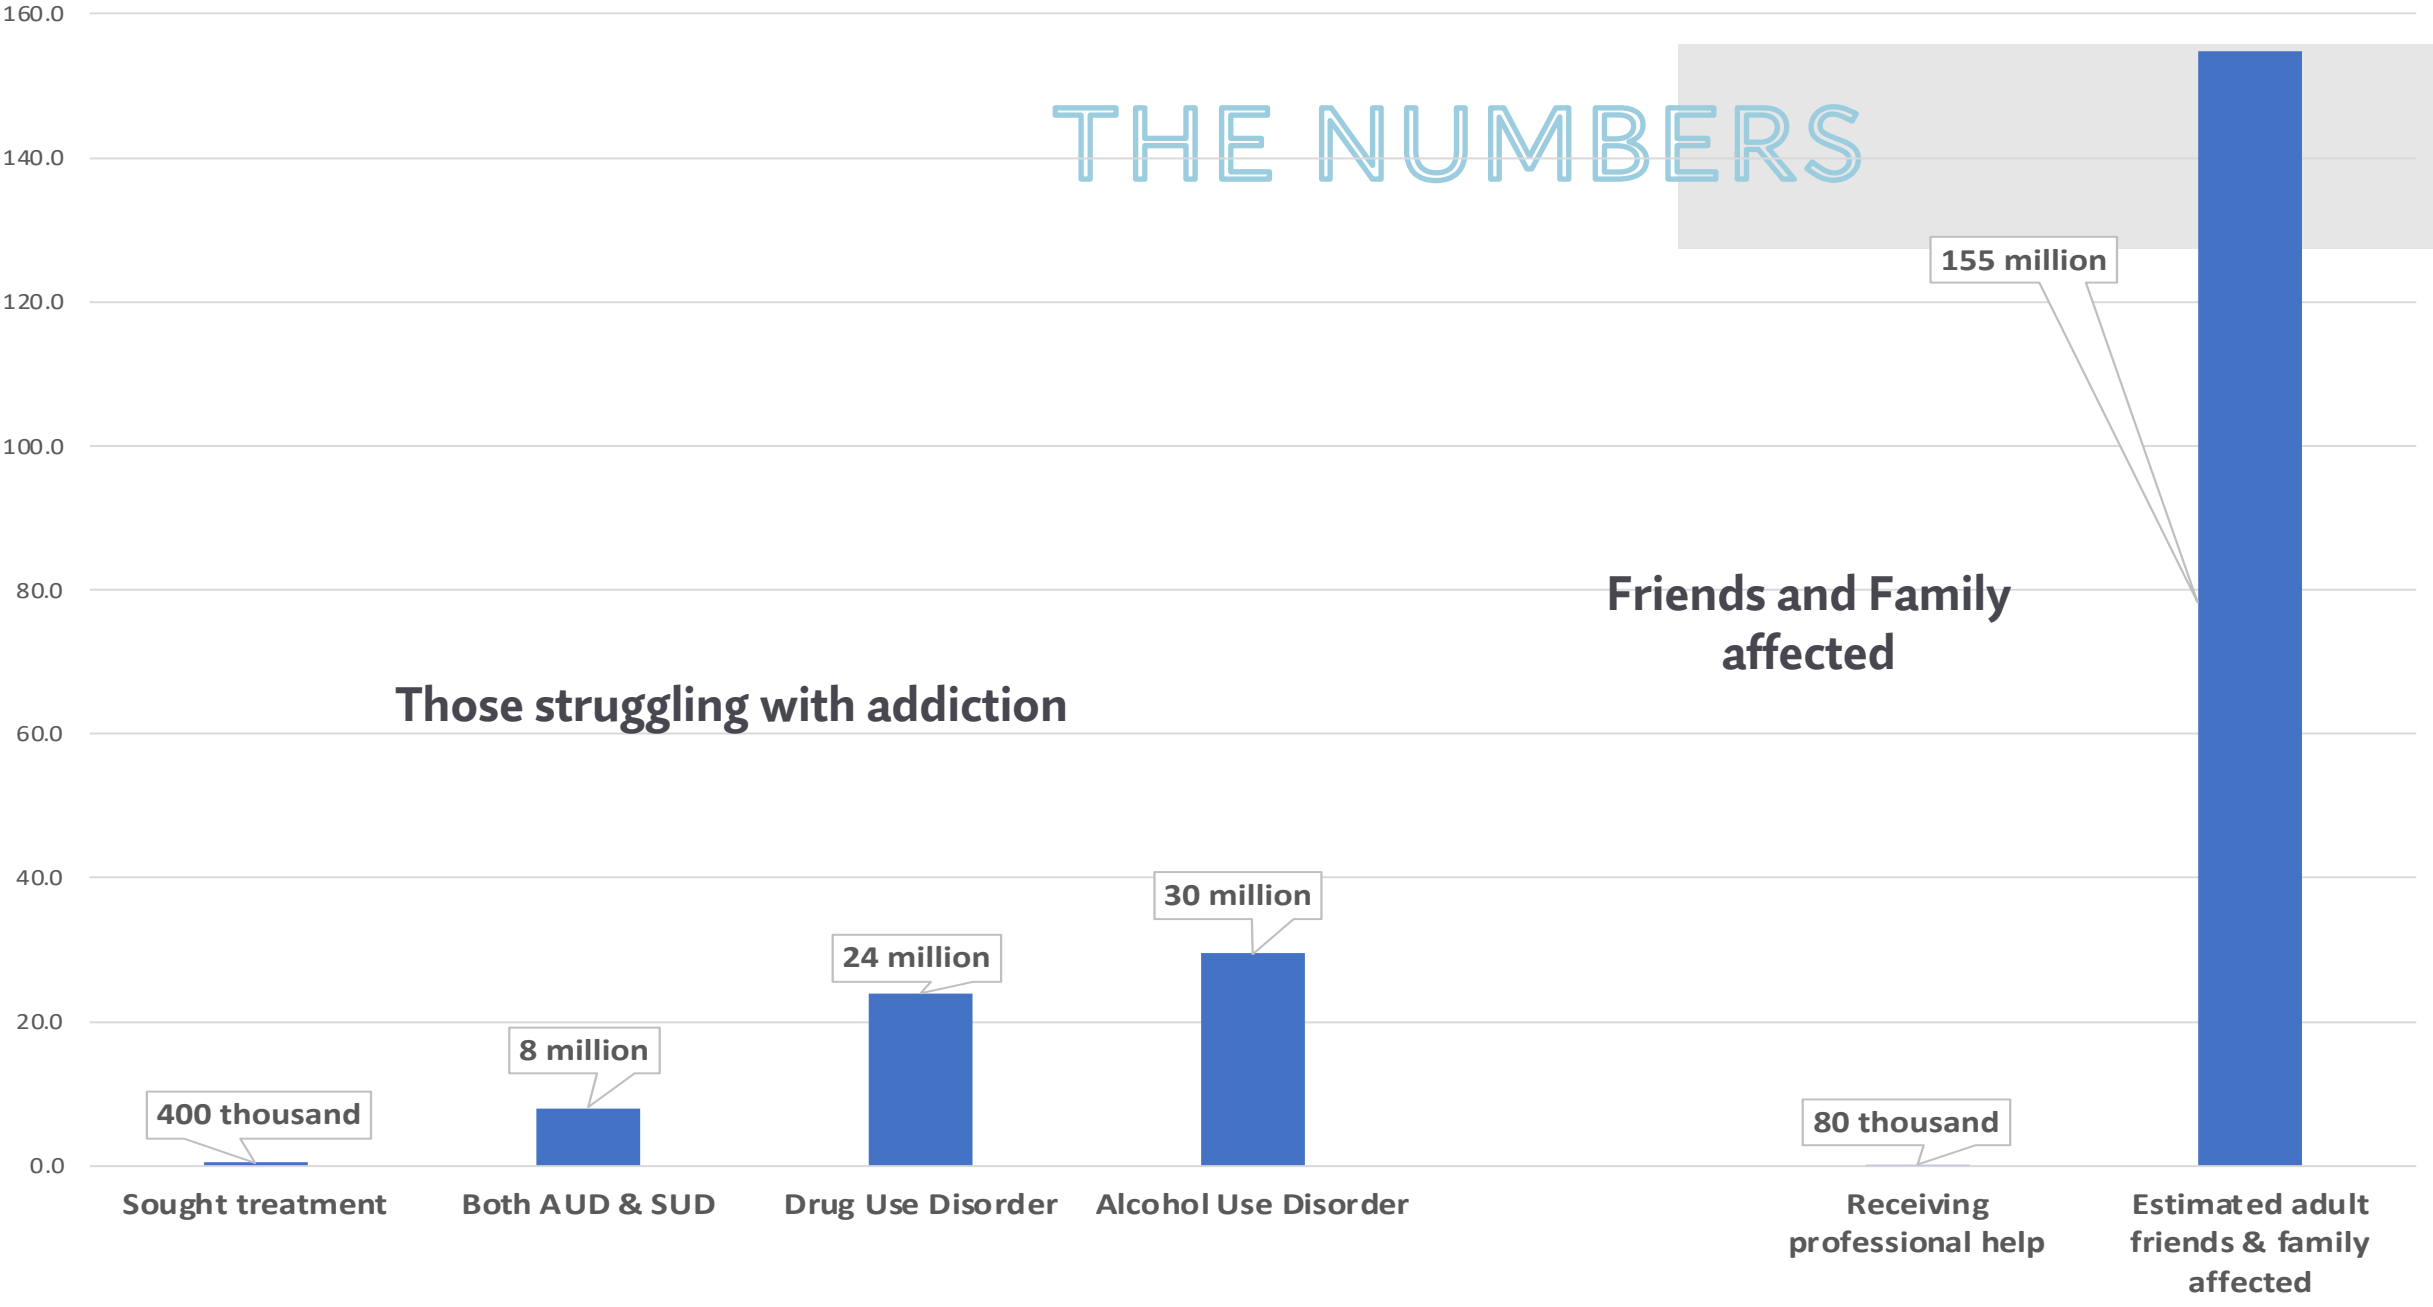 THE NUMBERS
160.0
140.0
120.0
100.0
80.0
60.0
40.0
20.0
0.0
155 million
Friends and Family
affected
Those struggling with addiction
30 million
24 million
8 million
400 thousand
80 thousand
Sought treatment
Both AUD & SUD
Drug Use Disorder
Alcohol Use Disorder
Receiving
professional help
Estimated adult
friends & family
affected